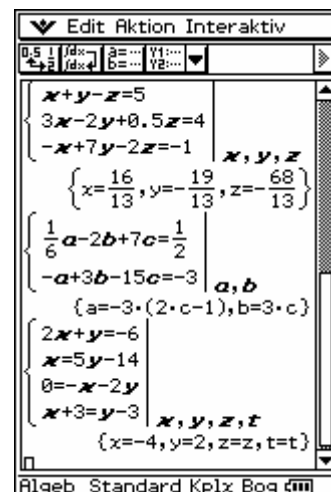 Edit Aktion Interaktiv
x+y-z=5
3x-2y+0.5z=4
-x+7y-2z=-1 | x,y,z
{x=16/13,y=-19/13,z=-68/13}
1/6a-2b+7c=1/2
-a+3b-15c=-3 | a,b
{a=-3·(2·c-1),b=3·c}
2x+y=-6
x=5y-14
0=-x-2y
x+3=y-3 | x,y,z,t
{x=-4,y=2,z=z,t=t}
Algeb Standard Kplx Bog